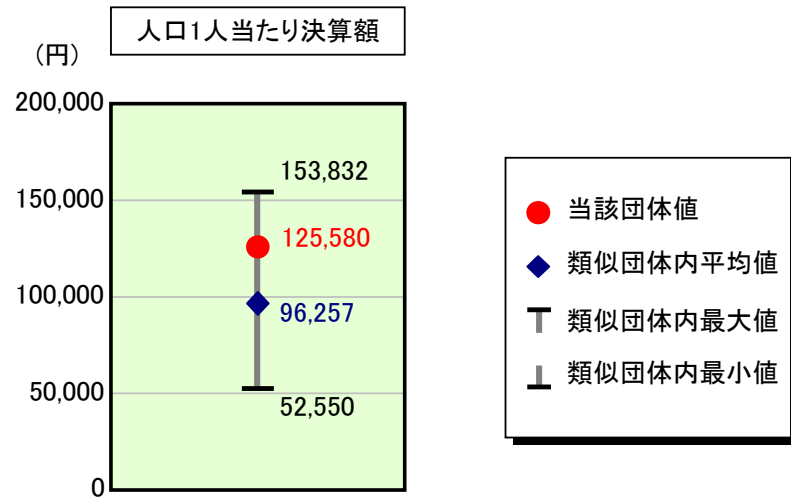 人口1人当たり決算額
(円)
200,000
150,000
100,000
50,000
0
153,832
125,580
96,257
52,550
当該団体値
類似団体内平均値
類似団体内最大値
類似団体内最小値